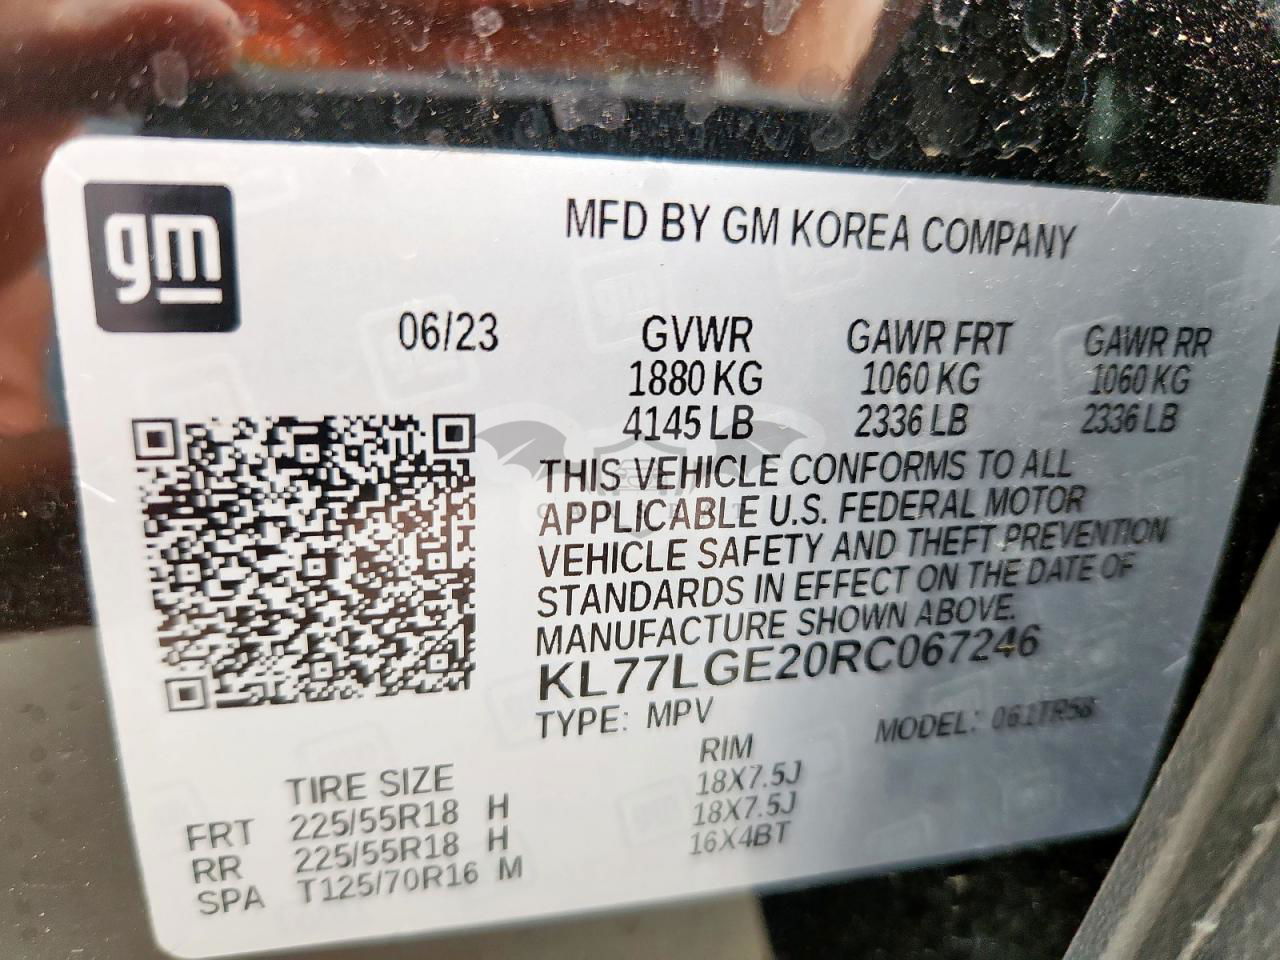 gm
MFD BY GM KOREA COMPANY
06/23 GVWR GAWR FRT GAWR RR
1880 KG 1060 KG 1060 KG
4145 LB 2336 LB 2336 LB
THIS VEHICLE CONFORMS TO ALL
APPLICABLE U.S. FEDERAL MOTOR
VEHICLE SAFETY AND THEFT PREVENTION
STANDARDS IN EFFECT ON THE DATE OF
MANUFACTURE SHOWN ABOVE.
KL77LGE20RC067246
TYPE: MPV MODEL: 061TR58
TIRE SIZE RIM
FRT 225/55R18 H 18X7.5J
RR 225/55R18 H 18X7.5J
SPA T125/70R16 M 16X4BT